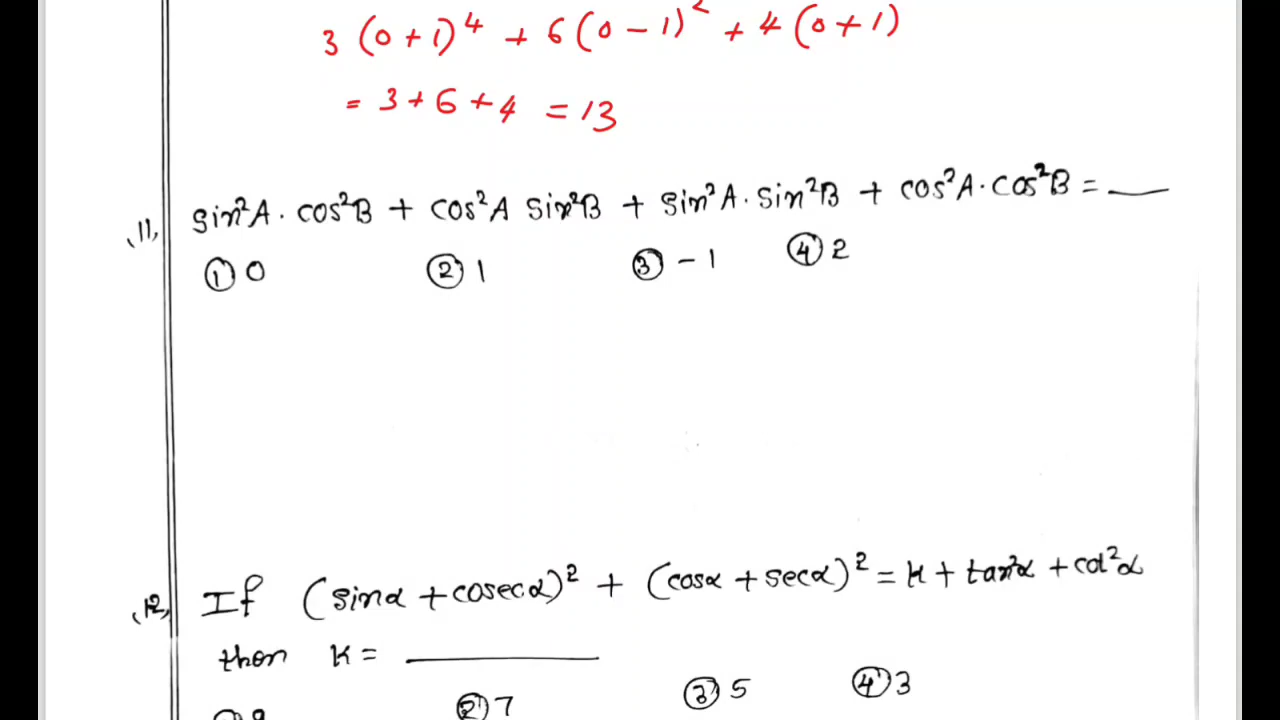 3 (0 + 1)⁴ + 6 (0 − 1)² + 4 (0 + 1)
= 3 + 6 + 4 = 13
11, sin²A · cos²B + cos²A sin²B + sin²A · sin²B + cos²A · cos²B = ___
① 0 ② 1 ③ −1 ④ 2
12, If (sinα + cosecα)² + (cosα + secα)² = k + tan²α + cot²α
then k = ______
② 7 ③ 5 ④ 3